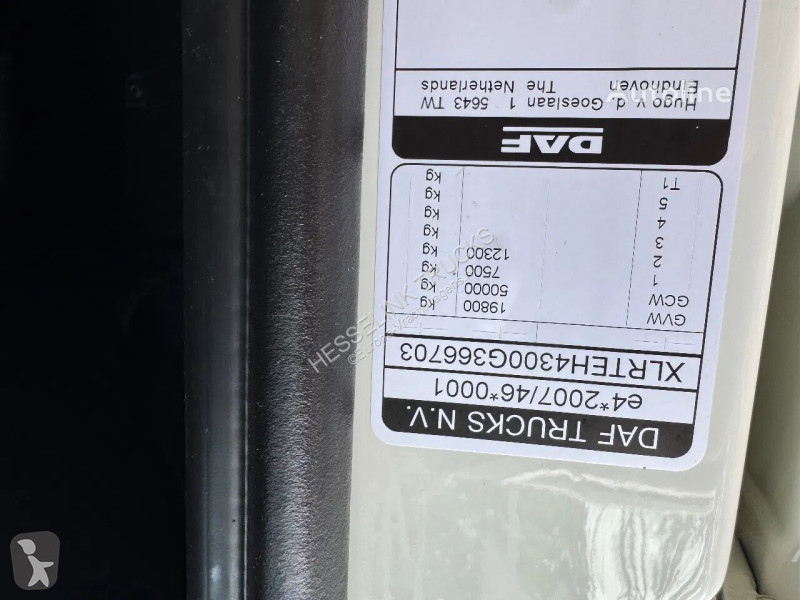 DAF TRUCKS N.V.
e4*2007/46*0001
XLRTEH4300G366703
GVW 19800 kg
GCW 50000 kg
1 7500 kg
2 12300 kg
3 kg
4 kg
5 kg
T1 kg
DAF
Hugo v. d. Goeslaan 1 5643 TW
Eindhoven The Netherlands
Autoline
HESSELINK TRUCKS